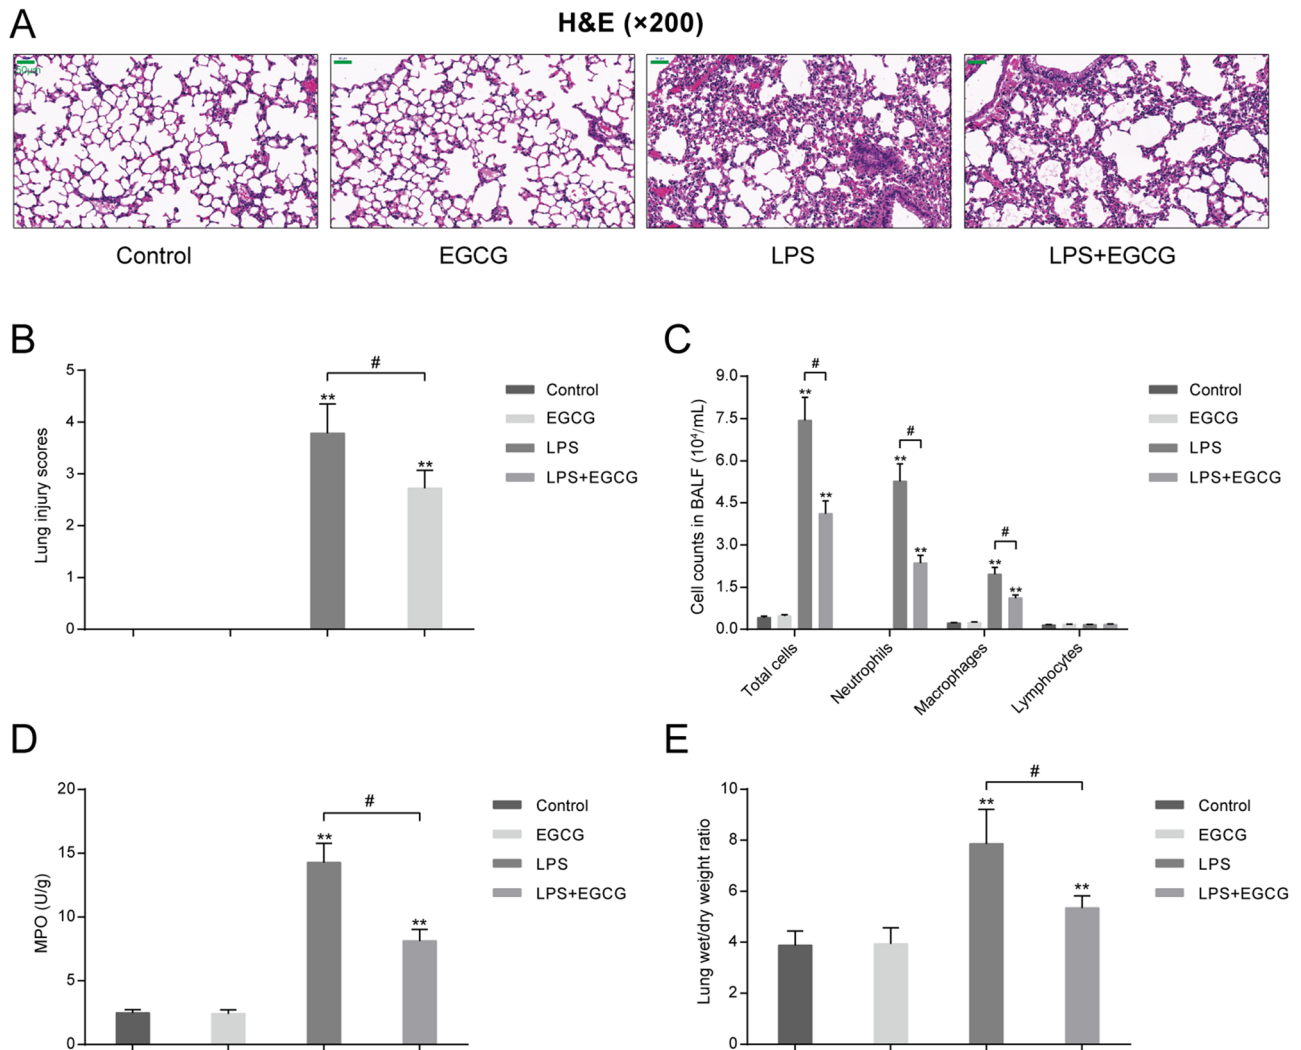 A
H&E (×200)
50μm
Control
EGCG
LPS
LPS+EGCG
B
Lung injury scores
5
4
3
2
1
0
**
#
**
Control
EGCG
LPS
LPS+EGCG
C
Cell counts in BALF (10⁴/mL)
9.0
7.5
6.0
4.5
3.0
1.5
0.0
**
#
**
**
#
**
**
#
**
Total cells
Neutrophils
Macrophages
Lymphocytes
Control
EGCG
LPS
LPS+EGCG
D
MPO (U/g)
20
15
10
5
0
**
#
**
Control
EGCG
LPS
LPS+EGCG
E
Lung wet/dry weight ratio
10
8
6
4
2
0
**
#
**
Control
EGCG
LPS
LPS+EGCG